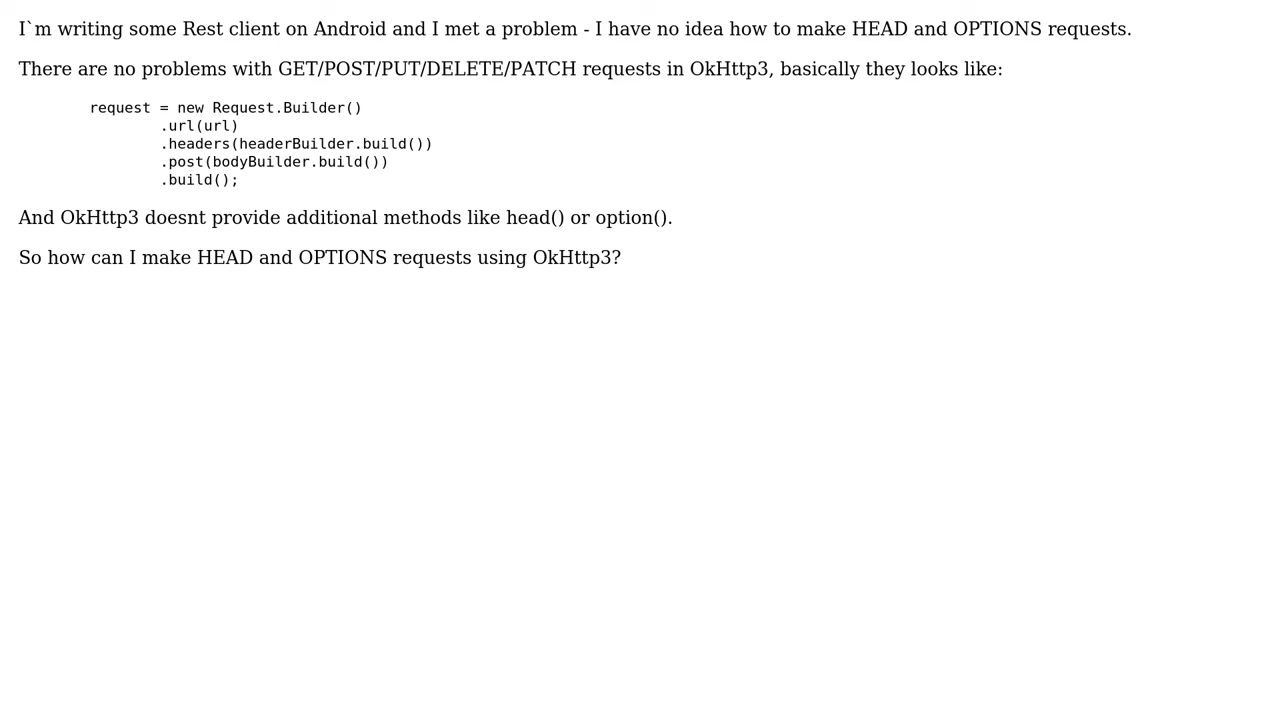 I`m writing some Rest client on Android and I met a problem - I have no idea how to make HEAD and OPTIONS requests.
There are no problems with GET/POST/PUT/DELETE/PATCH requests in OkHttp3, basically they looks like:
request = new Request.Builder()
.url(url)
.headers(headerBuilder.build())
.post(bodyBuilder.build())
.build();
And OkHttp3 doesnt provide additional methods like head() or option().
So how can I make HEAD and OPTIONS requests using OkHttp3?